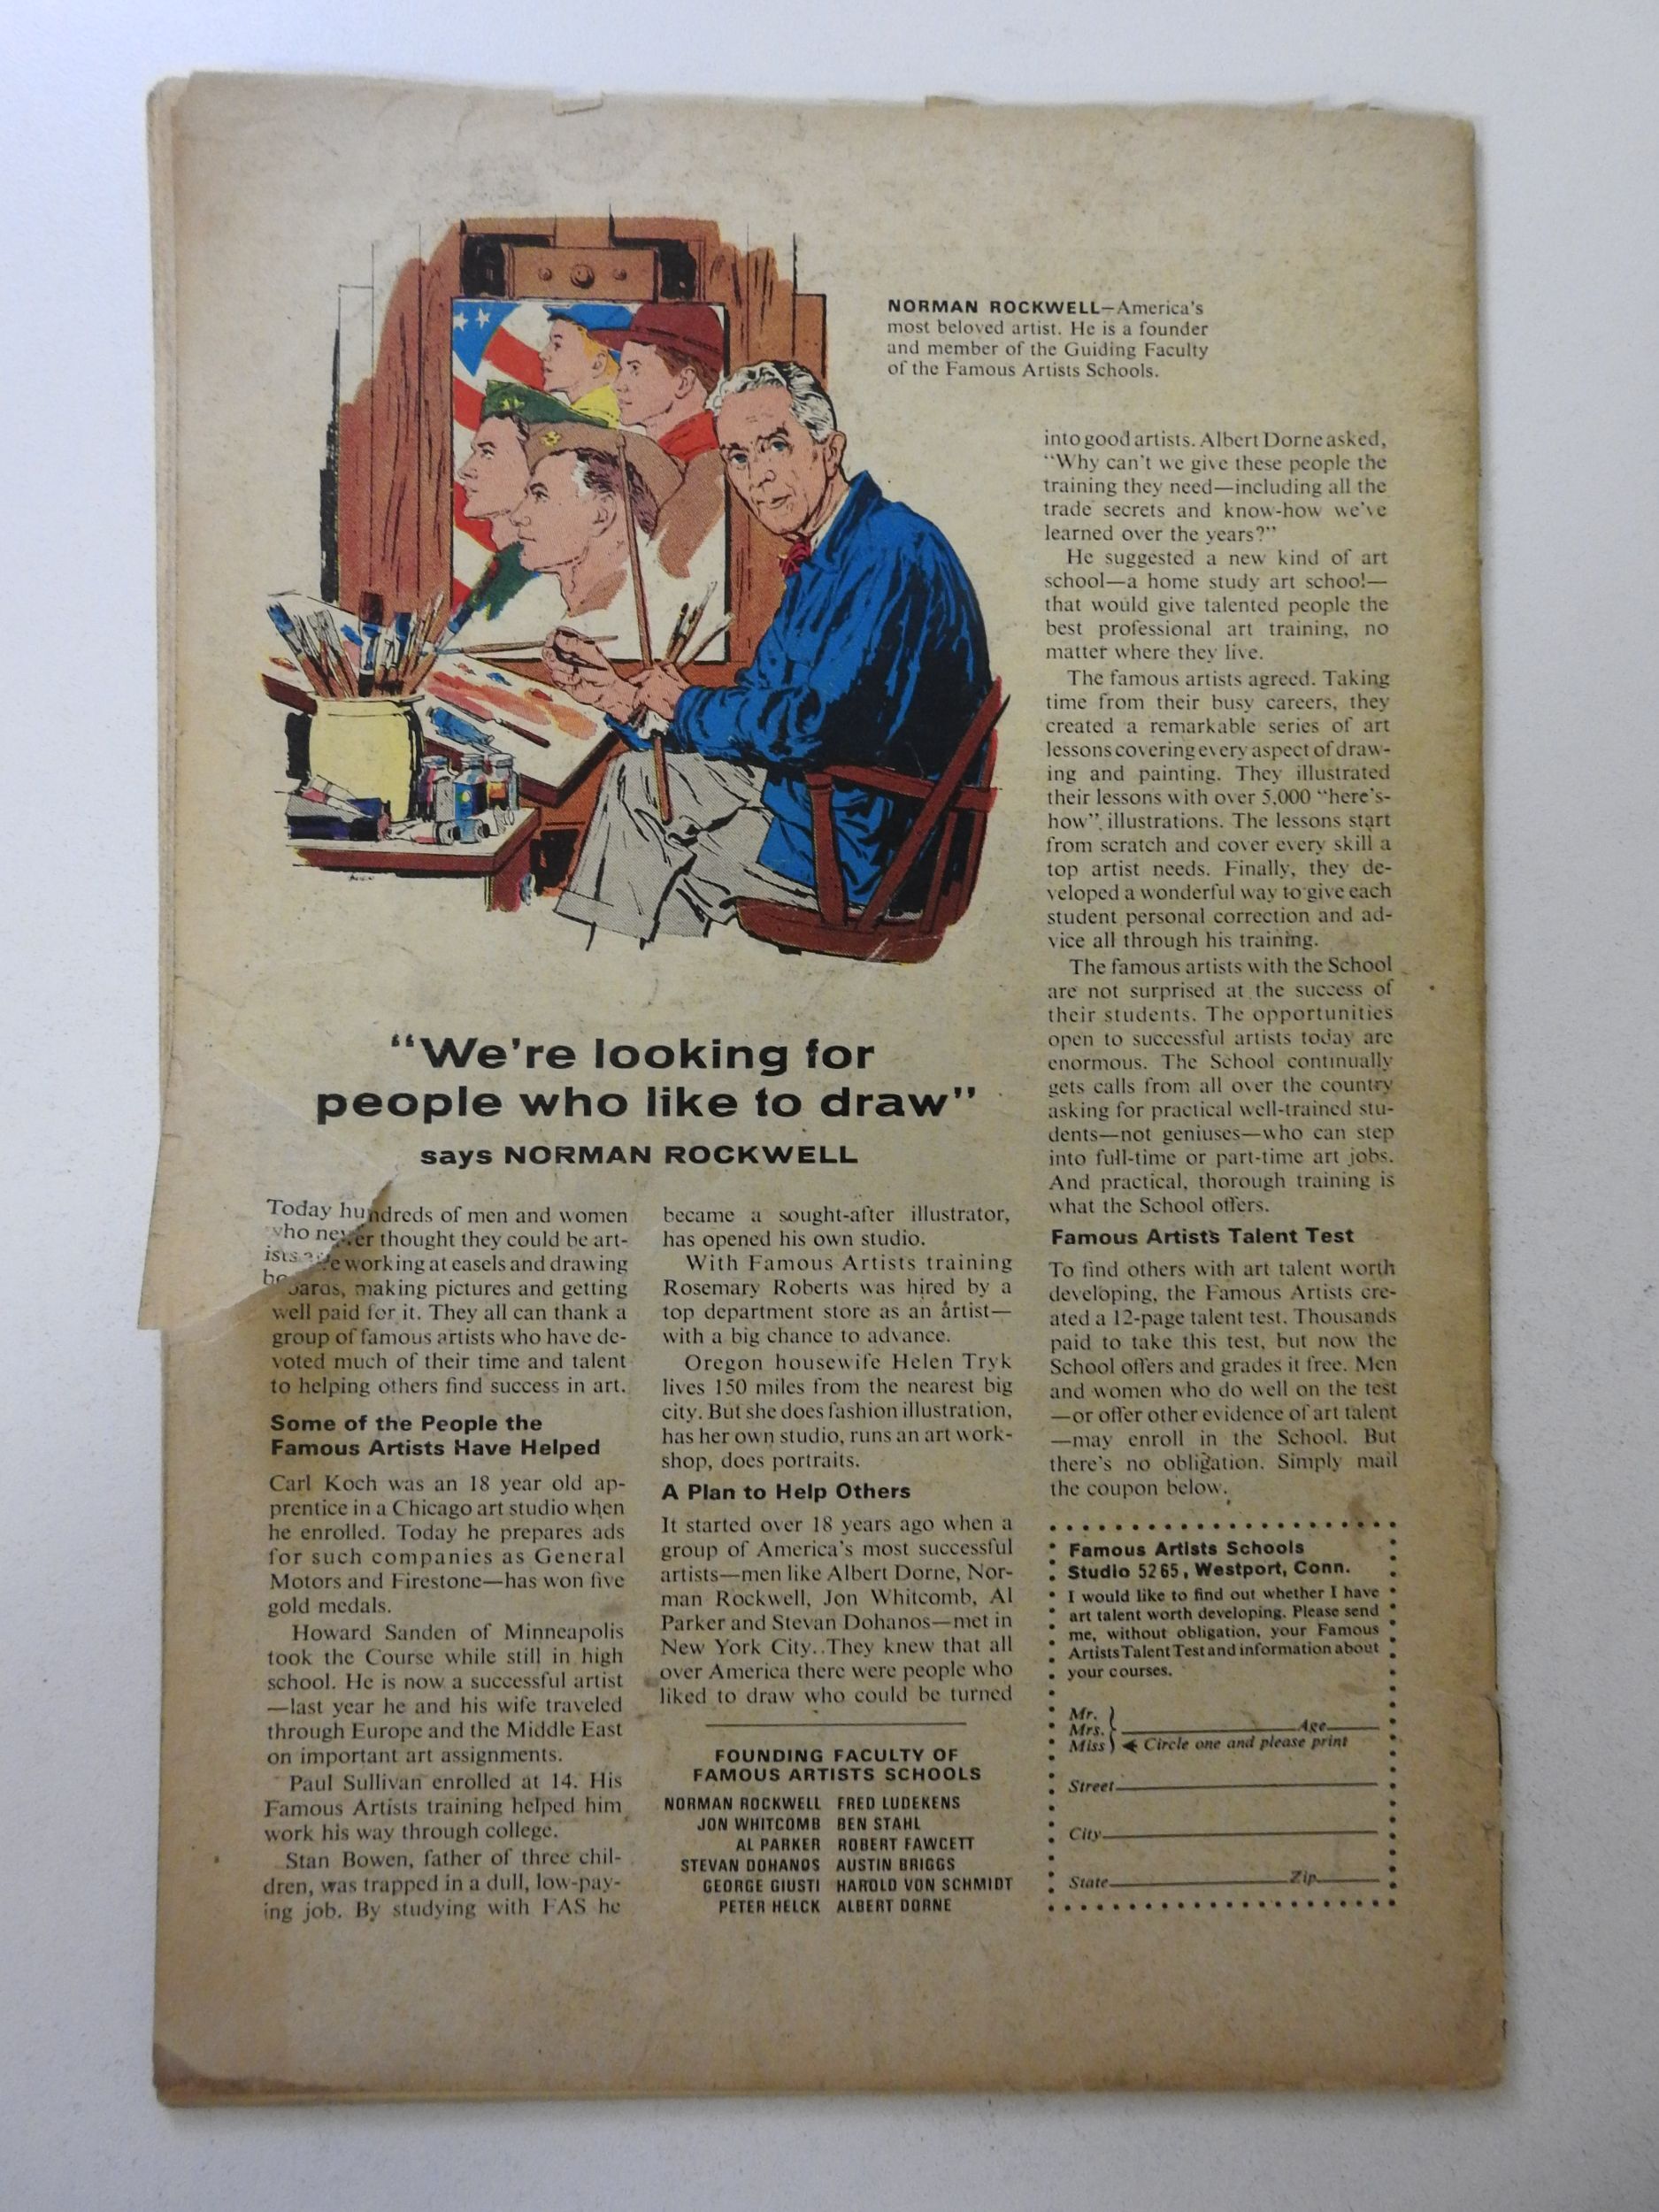 NORMAN ROCKWELL—America's
most beloved artist. He is a founder
and member of the Guiding Faculty
of the Famous Artists Schools.
"We're looking for
people who like to draw"
says NORMAN ROCKWELL
Today hundreds of men and women
who never thought they could be art-
ists are working at easels and drawing
boards, making pictures and getting
well paid for it. They all can thank a
group of famous artists who have de-
voted much of their time and talent
to helping others find success in art.
Some of the People the
Famous Artists Have Helped
Carl Koch was an 18 year old ap-
prentice in a Chicago art studio when
he enrolled. Today he prepares ads
for such companies as General
Motors and Firestone—has won five
gold medals.
Howard Sanden of Minneapolis
took the Course while still in high
school. He is now a successful artist
—last year he and his wife traveled
through Europe and the Middle East
on important art assignments.
Paul Sullivan enrolled at 14. His
Famous Artists training helped him
work his way through college.
Stan Bowen, father of three chil-
dren, was trapped in a dull, low-pay-
ing job. By studying with FAS he
became a sought-after illustrator,
has opened his own studio.
With Famous Artists training
Rosemary Roberts was hired by a
top department store as an artist—
with a big chance to advance.
Oregon housewife Helen Tryk
lives 150 miles from the nearest big
city. But she does fashion illustration,
has her own studio, runs an art work-
shop, does portraits.
A Plan to Help Others
It started over 18 years ago when a
group of America's most successful
artists—men like Albert Dorne, Nor-
man Rockwell, Jon Whitcomb, Al
Parker and Stevan Dohanos—met in
New York City. They knew that all
over America there were people who
liked to draw who could be turned
into good artists. Albert Dorne asked,
"Why can't we give these people the
training they need—including all the
trade secrets and know-how we've
learned over the years?"
He suggested a new kind of art
school—a home study art school—
that would give talented people the
best professional art training, no
matter where they live.
The famous artists agreed. Taking
time from their busy careers, they
created a remarkable series of art
lessons covering every aspect of draw-
ing and painting. They illustrated
their lessons with over 5,000 "here's-
how" illustrations. The lessons start
from scratch and cover every skill a
top artist needs. Finally, they de-
veloped a wonderful way to give each
student personal correction and ad-
vice all through his training.
The famous artists with the School
are not surprised at the success of
their students. The opportunities
open to successful artists today are
enormous. The School continually
gets calls from all over the country
asking for practical well-trained stu-
dents—not geniuses—who can step
into full-time or part-time art jobs.
And practical, thorough training is
what the School offers.
Famous Artists Talent Test
To find others with art talent worth
developing, the Famous Artists cre-
ated a 12-page talent test. Thousands
paid to take this test, but now the
School offers and grades it free. Men
and women who do well on the test
—or offer other evidence of art talent
—may enroll in the School. But
there's no obligation. Simply mail
the coupon below.
FOUNDING FACULTY OF
FAMOUS ARTISTS SCHOOLS
NORMAN ROCKWELL FRED LUDEKENS
JON WHITCOMB BEN STAHL
AL PARKER ROBERT FAWCETT
STEVAN DOHANOS AUSTIN BRIGGS
GEORGE GIUSTI HAROLD VON SCHMIDT
PETER HELCK ALBERT DORNE
Famous Artists Schools
Studio 5265, Westport, Conn.
I would like to find out whether I have
art talent worth developing. Please send
me, without obligation, your Famous
Artists Talent Test and information about
your courses.
Mr.
Mrs. Age
Miss Circle one and please print
Street
City
State Zip